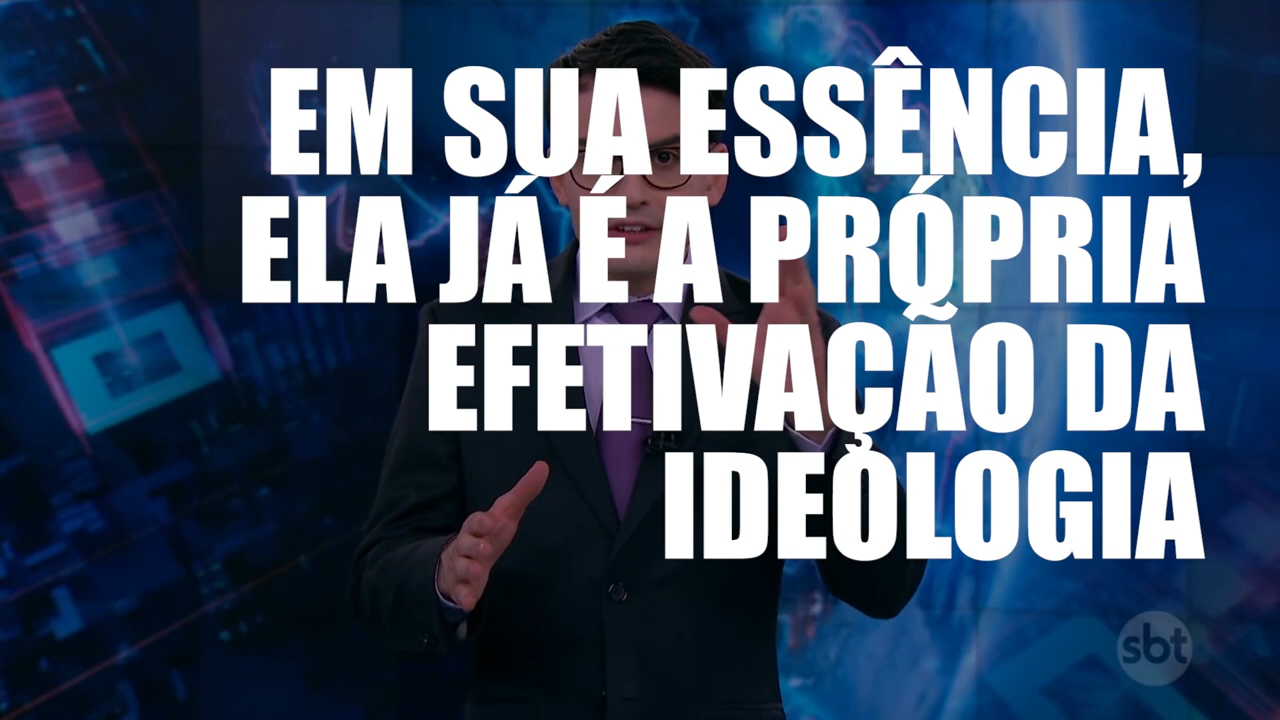 EM SUA ESSÊNCIA,
ELA JÁ É A PRÓPRIA
EFETIVAÇÃO DA
IDEOLOGIA
sbt